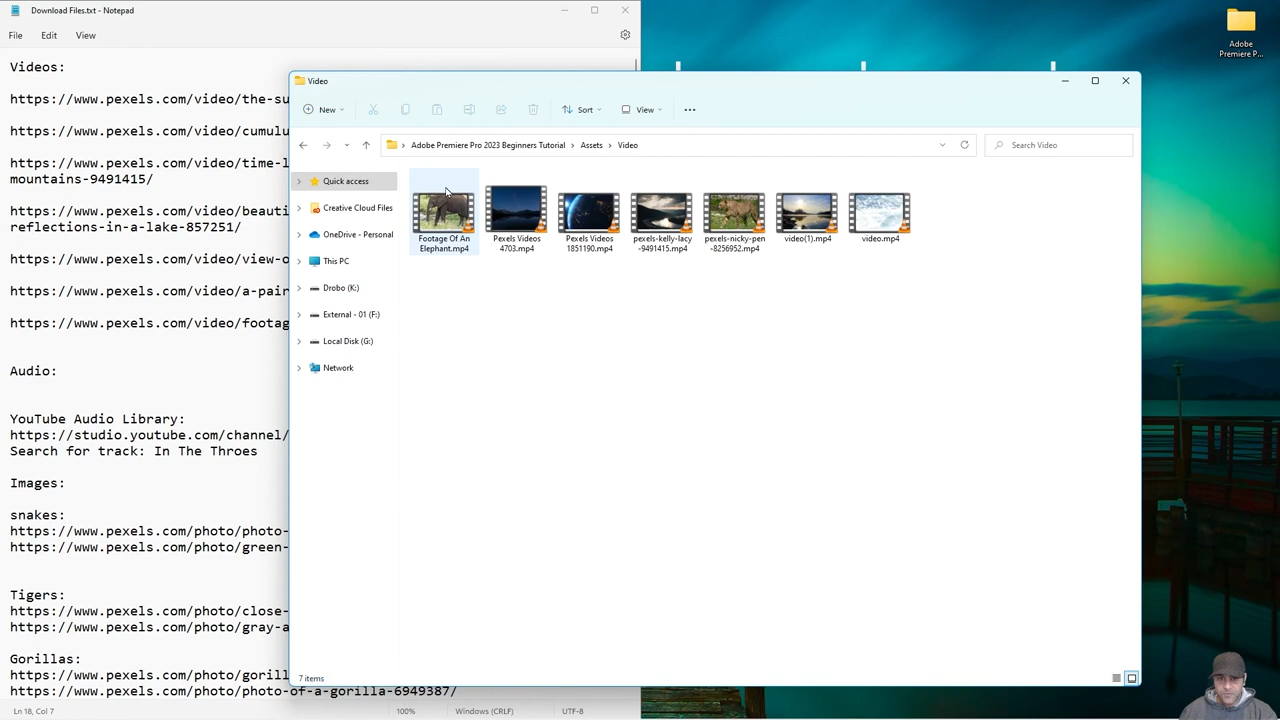 Download Files.txt - Notepad
File Edit View
Videos:
https://www.pexels.com/video/the-su
https://www.pexels.com/video/cumulu
https://www.pexels.com/video/time-l
mountains-9491415/
https://www.pexels.com/video/beauti
reflections-in-a-lake-857251/
https://www.pexels.com/video/view-o
https://www.pexels.com/video/a-pair
https://www.pexels.com/video/footag
Audio:
YouTube Audio Library:
https://studio.youtube.com/channel/
Search for track: In The Throes
Images:
snakes:
https://www.pexels.com/photo/photo-
https://www.pexels.com/photo/green-
Tigers:
https://www.pexels.com/photo/close-
https://www.pexels.com/photo/gray-a
Gorillas:
https://www.pexels.com/photo/gorill
https://www.pexels.com/photo/photo-of-a-gorilla-6949387/
Ln 18, Col 7 100% Windows (CRLF) UTF-8
Video
New Sort View
Adobe Premiere Pro 2023 Beginners Tutorial > Assets > Video
Search Video
Quick access
Creative Cloud Files
OneDrive - Personal
This PC
Drobo (K:)
External - 01 (F:)
Local Disk (G:)
Network
Footage Of An
Elephant.mp4
Pexels Videos
4703.mp4
Pexels Videos
1851190.mp4
pexels-kelly-lacy
-9491415.mp4
pexels-nicky-pen
-8256952.mp4
video(1).mp4
video.mp4
7 items
Adobe
Premiere P...